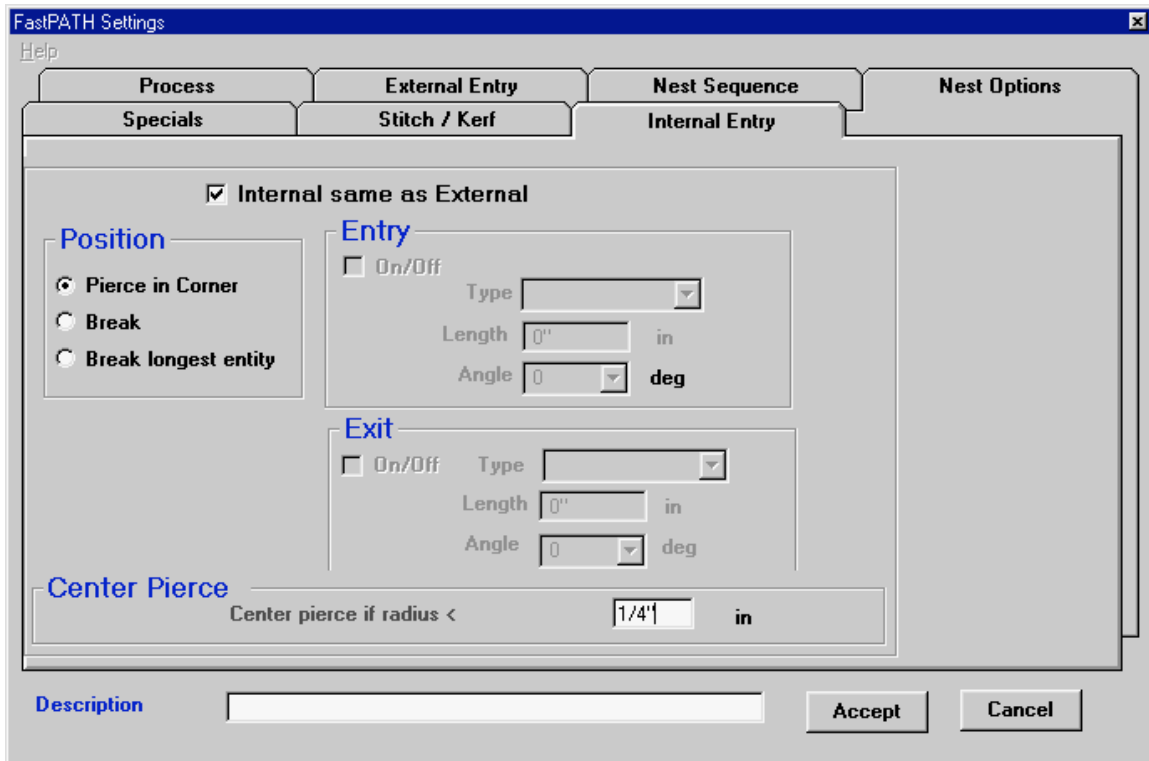 FastPATH Settings
Help
Process External Entry Nest Sequence Nest Options
Specials Stitch / Kerf Internal Entry
Internal same as External
Position
Pierce in Corner
Break
Break longest entity
Entry
On/Off
Type
Length 0" in
Angle 0 deg
Exit
On/Off Type
Length 0" in
Angle 0 deg
Center Pierce
Center pierce if radius < 1/4" in
Description
Accept Cancel